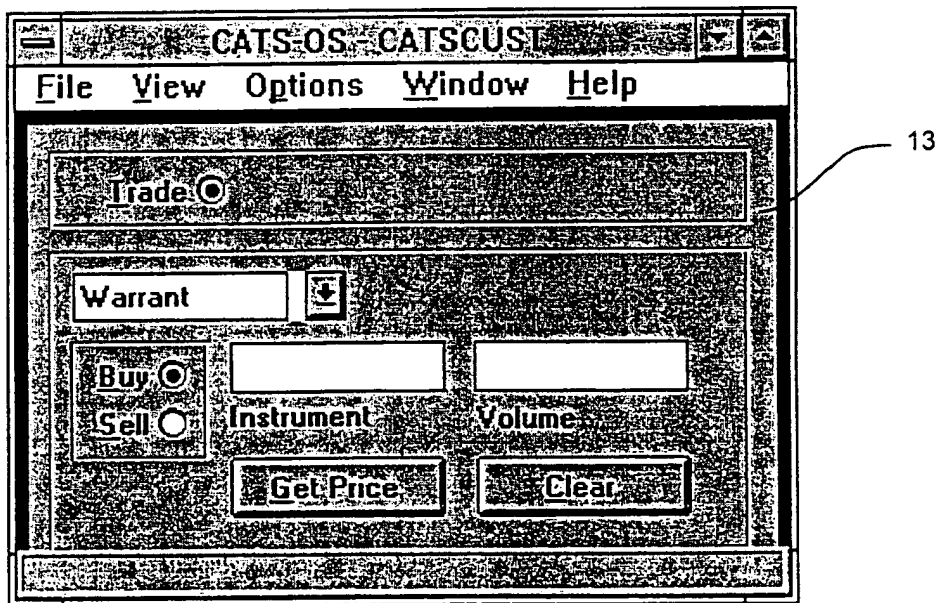 CATS-OS - CATSCUST
File View Options Window Help
13
Trade
Warrant
Buy
Sell
Instrument Volume
Get Price Clear